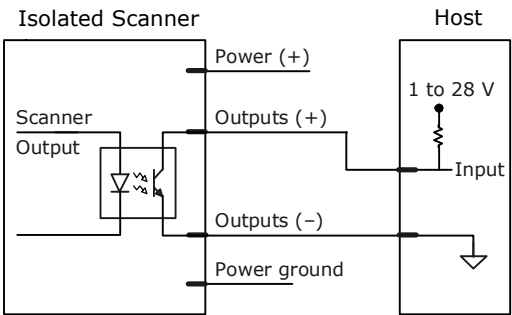 Isolated Scanner
Host
Power (+)
1 to 28 V
Scanner
Output
Outputs (+)
Input
Outputs (–)
Power ground